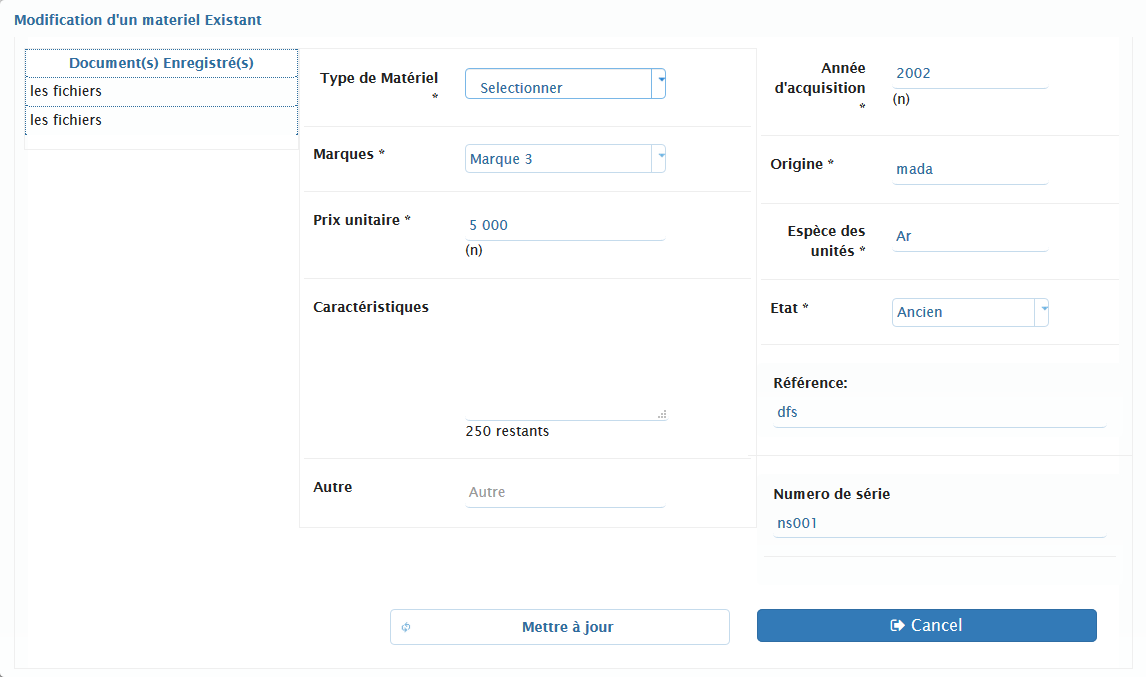 Modification d'un materiel Existant
Document(s) Enregistré(s)
les fichiers
les fichiers
Type de Matériel
*
Selectionner
Marques *
Marque 3
Prix unitaire *
5 000
(n)
Caractéristiques
250 restants
Autre
Autre
Année
d'acquisition
*
2002
(n)
Origine *
mada
Espèce des
unités *
Ar
Etat *
Ancien
Référence:
dfs
Numero de série
ns001
Mettre à jour
Cancel